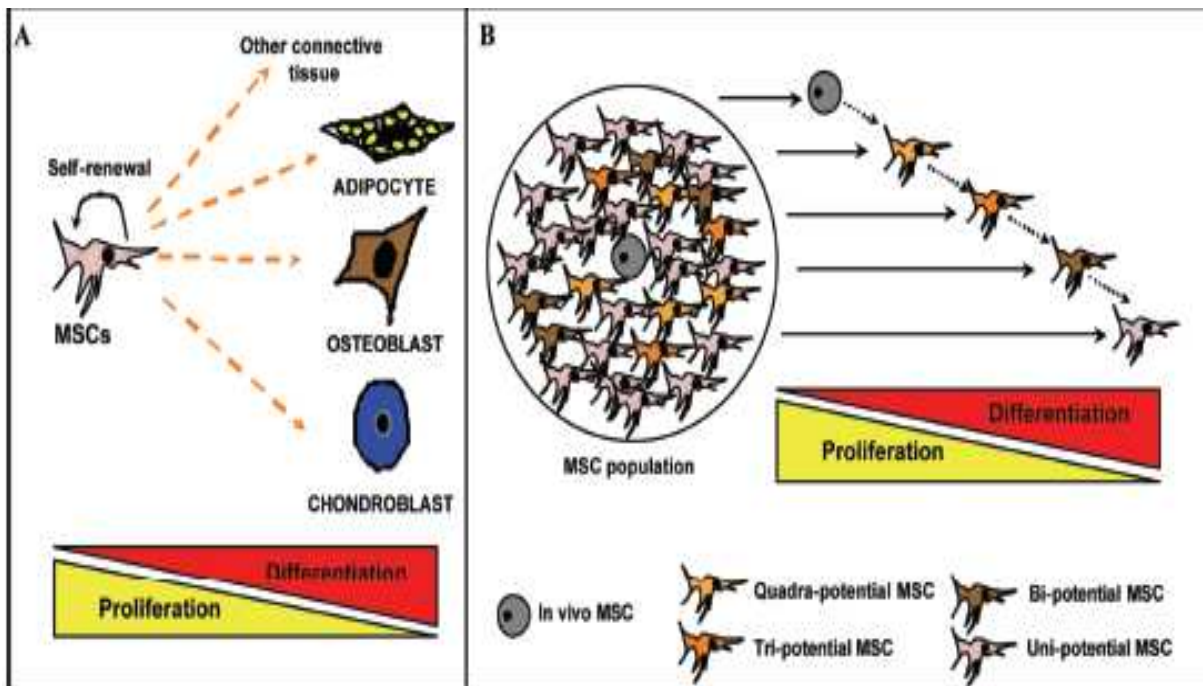 A
Other connective
tissue
Self-renewal
MSCs
ADIPOCYTE
OSTEOBLAST
CHONDROBLAST
Differentiation
Proliferation
B
MSC population
Differentiation
Proliferation
In vivo MSC
Quadra-potential MSC
Tri-potential MSC
Bi-potential MSC
Uni-potential MSC